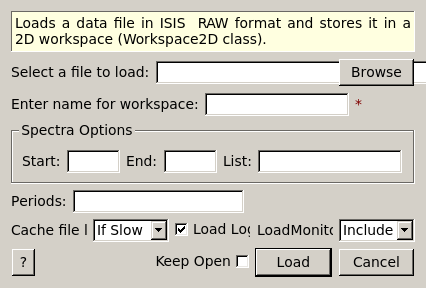 Loads a data file in ISIS RAW format and stores it in a
2D workspace (Workspace2D class).
Select a file to load: Browse
Enter name for workspace: *
Spectra Options
Start: End: List:
Periods:
Cache file l If Slow Load Log LoadMonito Include
? Keep Open Load Cancel